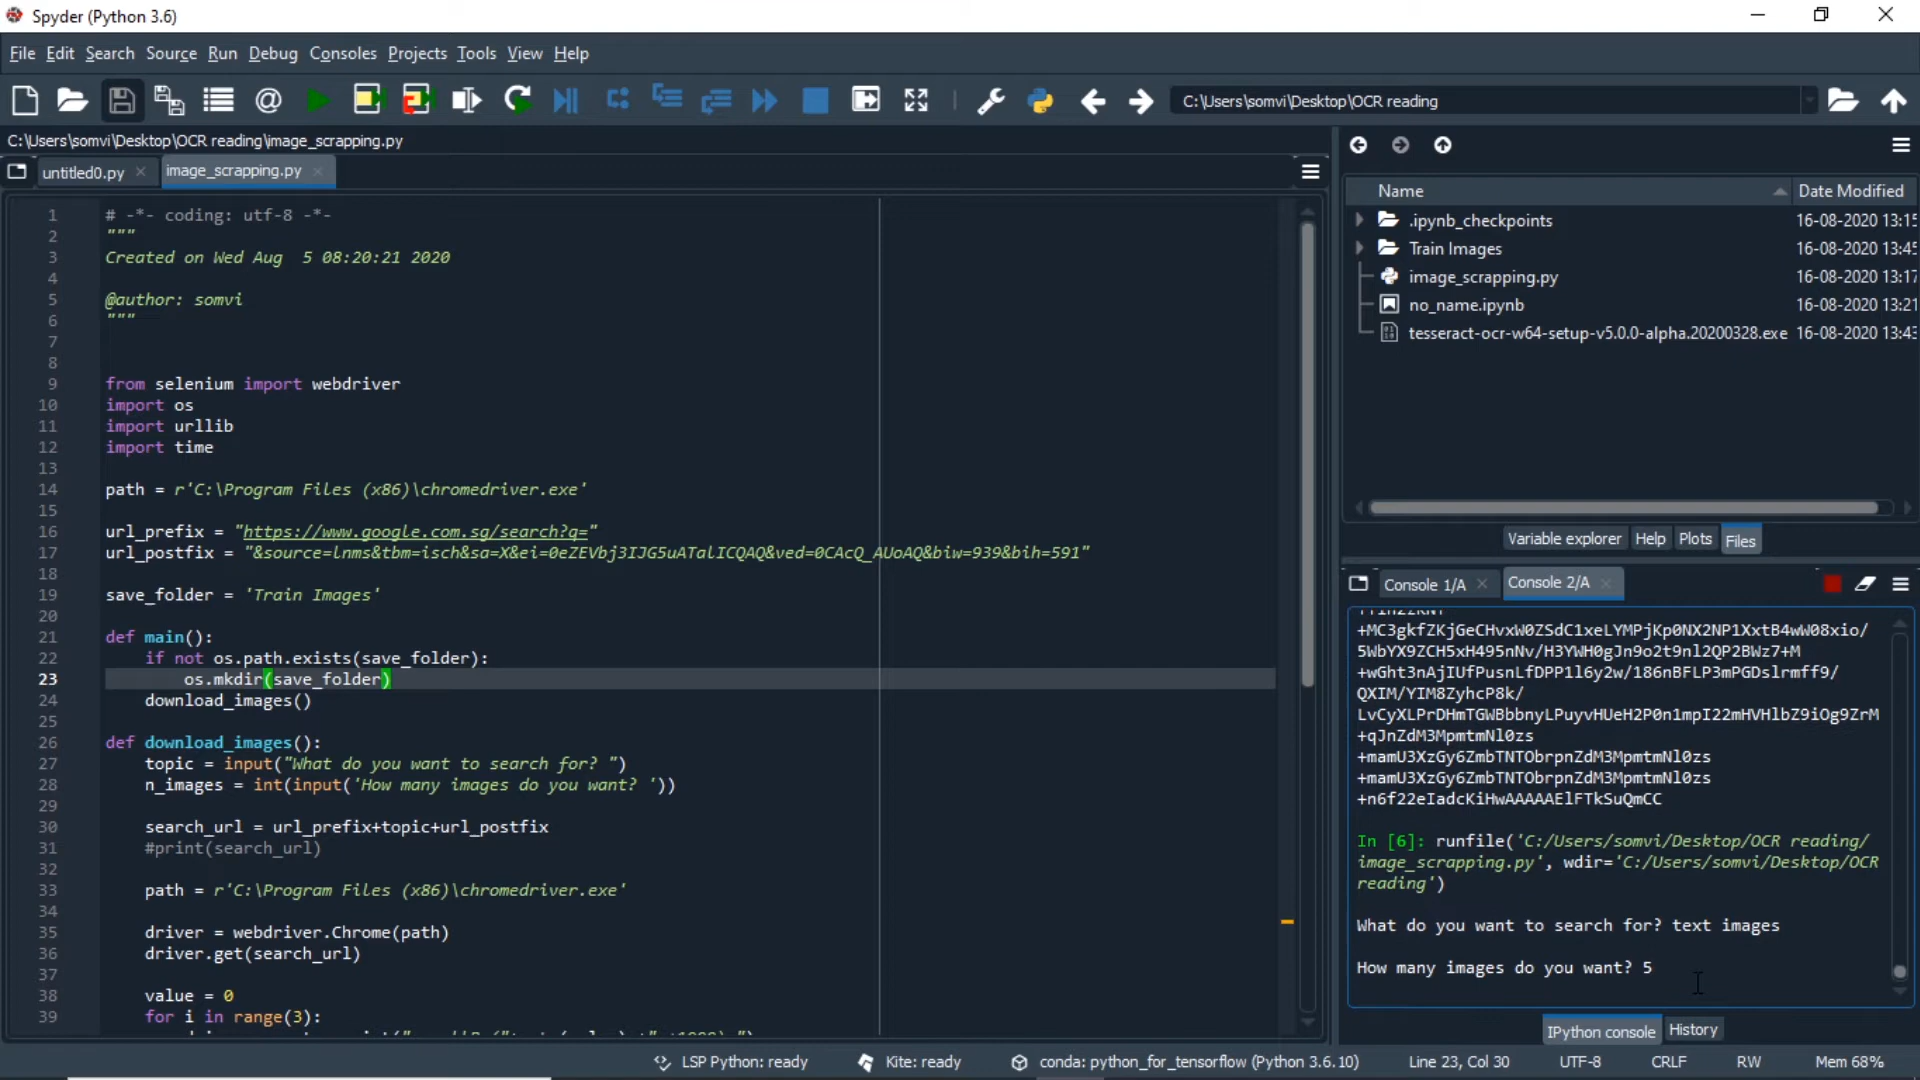 Spyder (Python 3.6)
File Edit Search Source Run Debug Consoles Projects Tools View Help
C:\Users\somvi\Desktop\OCR reading
C:\Users\somvi\Desktop\OCR reading\image_scrapping.py
untitled0.py
image_scrapping.py
1 # -*- coding: utf-8 -*-
2 """
3 Created on Wed Aug  5 08:20:21 2020
4
5 @author: somvi
6 """
7
8
9 from selenium import webdriver
10 import os
11 import urllib
12 import time
13
14 path = r'C:\Program Files (x86)\chromedriver.exe'
15
16 url_prefix = "https://www.google.com.sg/search?q="
17 url_postfix = "&source=lnms&tbm=isch&sa=X&ei=0eZEVbj3IJG5uATalICQAQ&ved=0CAcQ_AUoAQ&biw=939&bih=591"
18
19 save_folder = 'Train Images'
20
21 def main():
22     if not os.path.exists(save_folder):
23         os.mkdir(save_folder)
24     download_images()
25
26 def download_images():
27     topic = input("What do you want to search for? ")
28     n_images = int(input('How many images do you want? '))
29
30     search_url = url_prefix+topic+url_postfix
31     #print(search_url)
32
33     path = r'C:\Program Files (x86)\chromedriver.exe'
34
35     driver = webdriver.Chrome(path)
36     driver.get(search_url)
37
38     value = 0
39     for i in range(3):
Name Date Modified
.ipynb_checkpoints 16-08-2020 13:15
Train Images 16-08-2020 13:45
image_scrapping.py 16-08-2020 13:17
no_name.ipynb 16-08-2020 13:21
tesseract-ocr-w64-setup-v5.0.0-alpha.20200328.exe 16-08-2020 13:43
Variable explorer Help Plots Files
Console 1/A Console 2/A
+MC3gkfZKjGeCHvxW0ZSdC1xeLYMPjKp0NX2NP1XxtB4wW08xio/
5WbYX9ZCH5xH495nNv/H3YWH0gJn9o2t9nl2QP2BWz7+M
+wGht3nAjIUfPusnLfDPP1l6y2w/186nBFLP3mPGDslrmff9/
QXIM/YIM8ZyhcP8k/
LvCyXLPrDHmTGWBbbnyLPuyvHUeH2P0n1mpI22mHVHlbZ9iOg9ZrM
+qJnZdM3MpmtmNl0zs
+mamU3XzGy6ZmbTNTObrpnZdM3MpmtmNl0zs
+mamU3XzGy6ZmbTNTObrpnZdM3MpmtmNl0zs
+n6f22eIadcKiHwAAAAAElFTkSuQmCC
In [6]: runfile('C:/Users/somvi/Desktop/OCR reading/
image_scrapping.py', wdir='C:/Users/somvi/Desktop/OCR
reading')
What do you want to search for? text images
How many images do you want? 5
IPython console History
LSP Python: ready Kite: ready conda: python_for_tensorflow (Python 3.6.10) Line 23, Col 30 UTF-8 CRLF RW Mem 68%